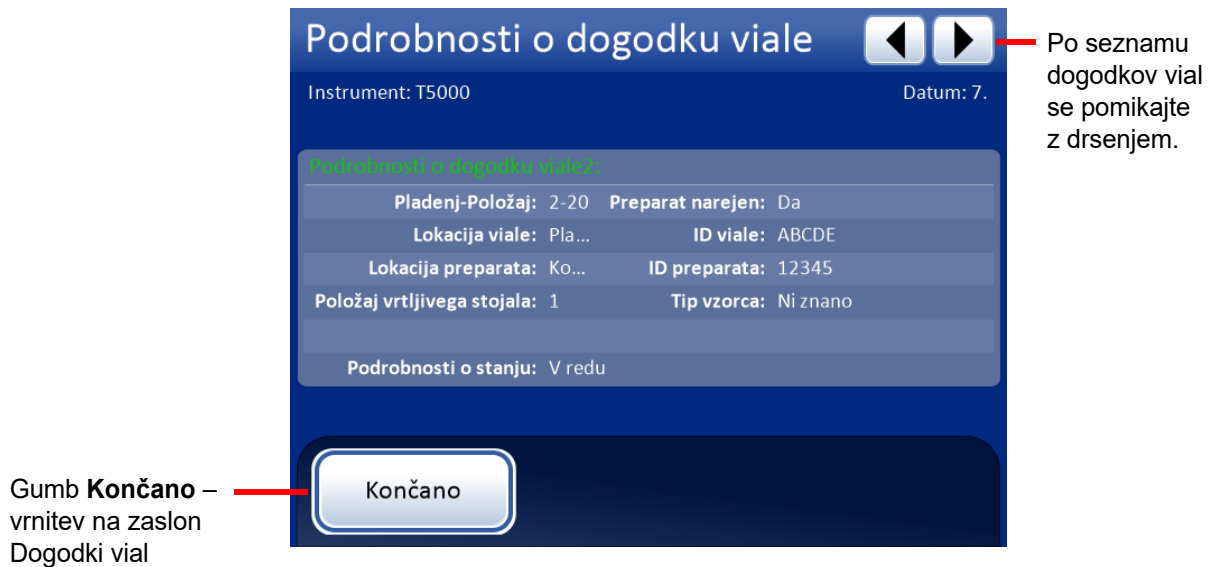 Podrobnosti o dogodku viale
Po seznamu
dogodkov vial
se pomikajte
z drsenjem.
Instrument: T5000 Datum: 7.
Podrobnosti o dogodku viale2:
Pladenj-Položaj: 2-20 Preparat narejen: Da
Lokacija viale: Pla... ID viale: ABCDE
Lokacija preparata: Ko... ID preparata: 12345
Položaj vrtljivega stojala: 1 Tip vzorca: Ni znano
Podrobnosti o stanju: V redu
Končano
Gumb Končano –
vrnitev na zaslon
Dogodki vial